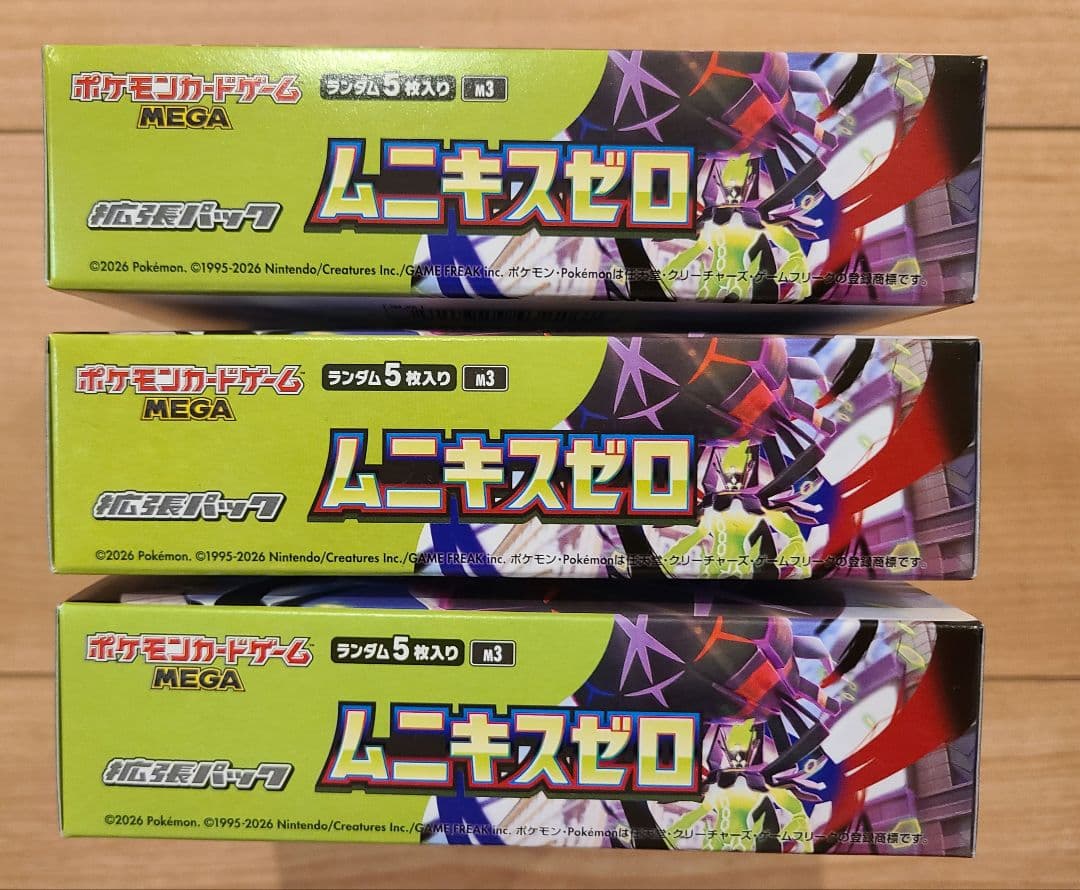 ポケモンカードゲーム
MEGA
ランダム5枚入り M3
ムニキスゼロ
拡張パック
©2026 Pokémon. ©1995-2026 Nintendo/Creatures Inc./GAME FREAK inc. ポケモン・Pokémonは任天堂・クリーチャーズ・ゲームフリークの登録商標です。
ポケモンカードゲーム
MEGA
ランダム5枚入り M3
ムニキスゼロ
拡張パック
©2026 Pokémon. ©1995-2026 Nintendo/Creatures Inc./GAME FREAK inc. ポケモン・Pokémonは任天堂・クリーチャーズ・ゲームフリークの登録商標です。
ポケモンカードゲーム
MEGA
ランダム5枚入り M3
ムニキスゼロ
拡張パック
©2026 Pokémon. ©1995-2026 Nintendo/Creatures Inc./GAME FREAK inc. ポケモン・Pokémonは任天堂・クリーチャーズ・ゲームフリークの登録商標です。